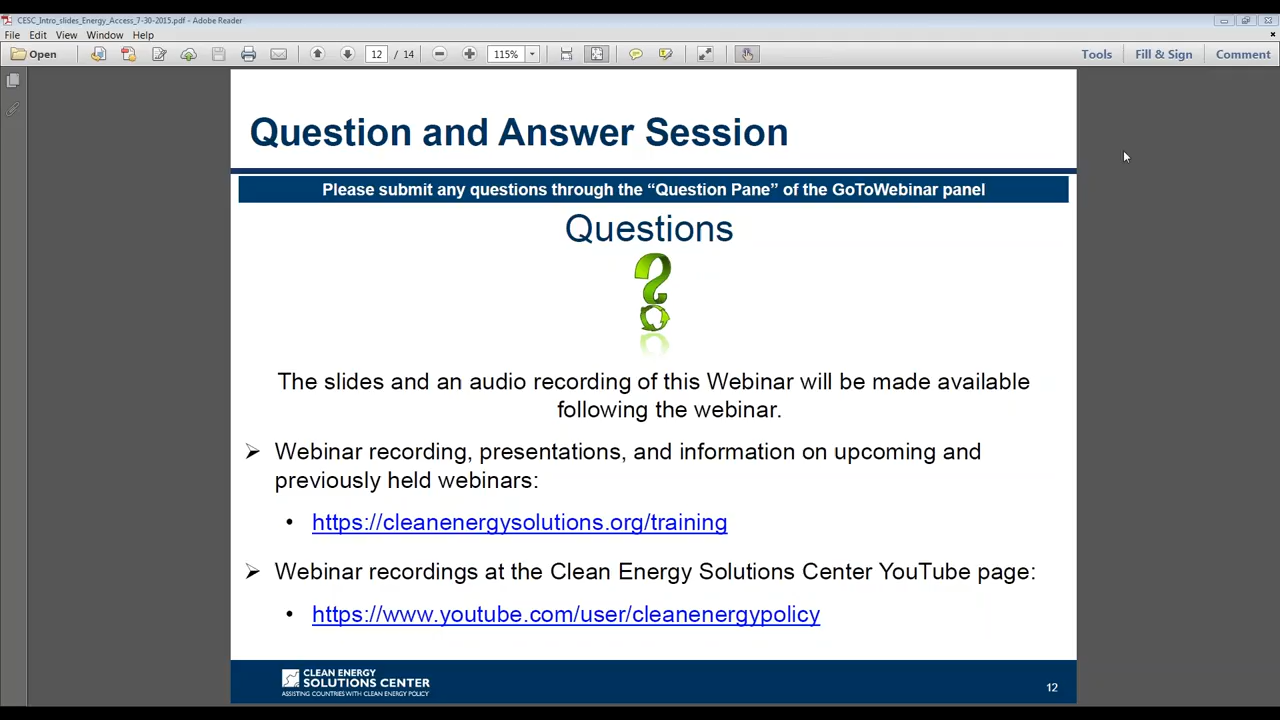 CESC_Intro_slides_Energy_Access_7-30-2015.pdf - Adobe Reader
File Edit View Window Help
Open 12 / 14 115% Tools Fill & Sign Comment
Question and Answer Session
Please submit any questions through the “Question Pane” of the GoToWebinar panel
Questions
The slides and an audio recording of this Webinar will be made available
following the webinar.
➢ Webinar recording, presentations, and information on upcoming and
previously held webinars:
• https://cleanenergysolutions.org/training
➢ Webinar recordings at the Clean Energy Solutions Center YouTube page:
• https://www.youtube.com/user/cleanenergypolicy
CLEAN ENERGY
SOLUTIONS CENTER
ASSISTING COUNTRIES WITH CLEAN ENERGY POLICY
12